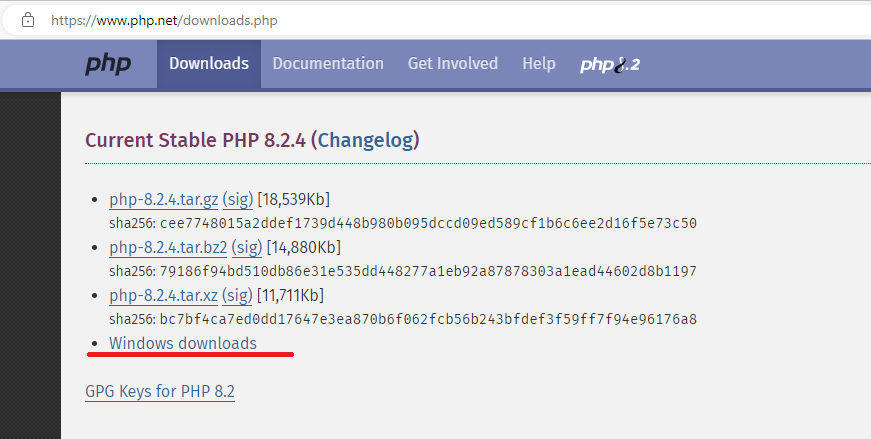 https://www.php.net/downloads.php
php Downloads Documentation Get Involved Help php8.2
Current Stable PHP 8.2.4 (Changelog)
php-8.2.4.tar.gz (sig) [18,539Kb]
sha256: cee7748015a2ddef1739d448b980b095dccd09ed589cf1b6c6ee2d16f5e73c50
php-8.2.4.tar.bz2 (sig) [14,880Kb]
sha256: 79186f94bd510db86e31e535dd448277a1eb92a87878303a1ead44602d8b1197
php-8.2.4.tar.xz (sig) [11,711Kb]
sha256: bc7bf4ca7ed0dd17647e3ea870b6f062fcb56b243bfdef3f59ff7f94e96176a8
Windows downloads
GPG Keys for PHP 8.2